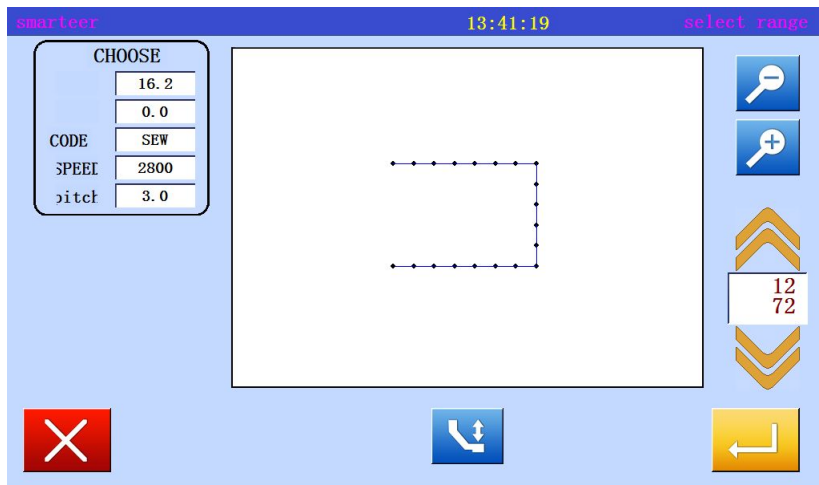 smarteer 13:41:19 select range
CHOOSE
16.2
0.0
CODE SEW
SPEED 2800
pitch 3.0
12
72